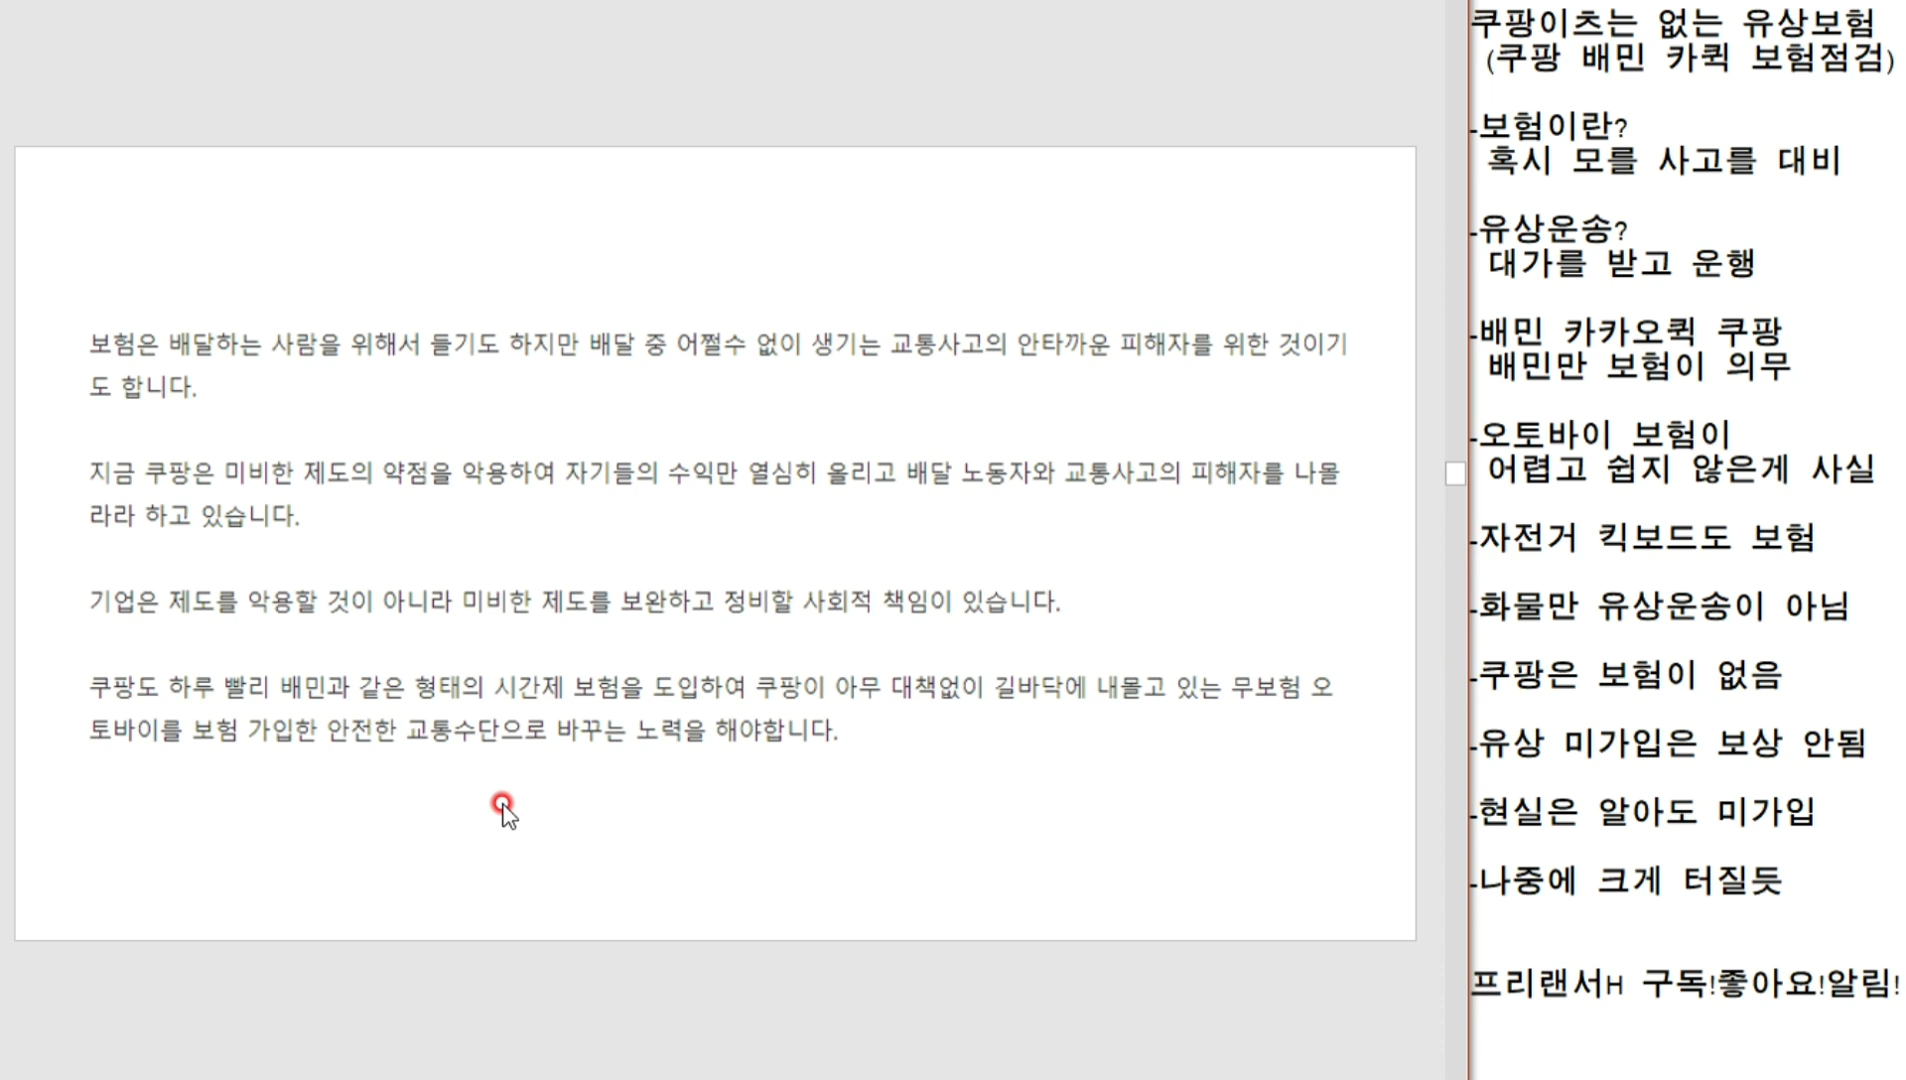 보험은 배달하는 사람을 위해서 들기도 하지만 배달 중 어쩔수 없이 생기는 교통사고의 안타까운 피해자를 위한 것이기
도 합니다.
지금 쿠팡은 미비한 제도의 약점을 악용하여 자기들의 수익만 열심히 올리고 배달 노동자와 교통사고의 피해자를 나몰
라라 하고 있습니다.
기업은 제도를 악용할 것이 아니라 미비한 제도를 보완하고 정비할 사회적 책임이 있습니다.
쿠팡도 하루 빨리 배민과 같은 형태의 시간제 보험을 도입하여 쿠팡이 아무 대책없이 길바닥에 내몰고 있는 무보험 오
토바이를 보험 가입한 안전한 교통수단으로 바꾸는 노력을 해야합니다.
쿠팡이츠는 없는 유상보험
(쿠팡 배민 카퀵 보험점검)
-보험이란?
혹시 모를 사고를 대비
-유상운송?
대가를 받고 운행
-배민 카카오퀵 쿠팡
배민만 보험이 의무
-오토바이 보험이
어렵고 쉽지 않은게 사실
-자전거 킥보드도 보험
-화물만 유상운송이 아님
-쿠팡은 보험이 없음
-유상 미가입은 보상 안됨
-현실은 알아도 미가입
-나중에 크게 터질듯
프리랜서H 구독!좋아요!알림!